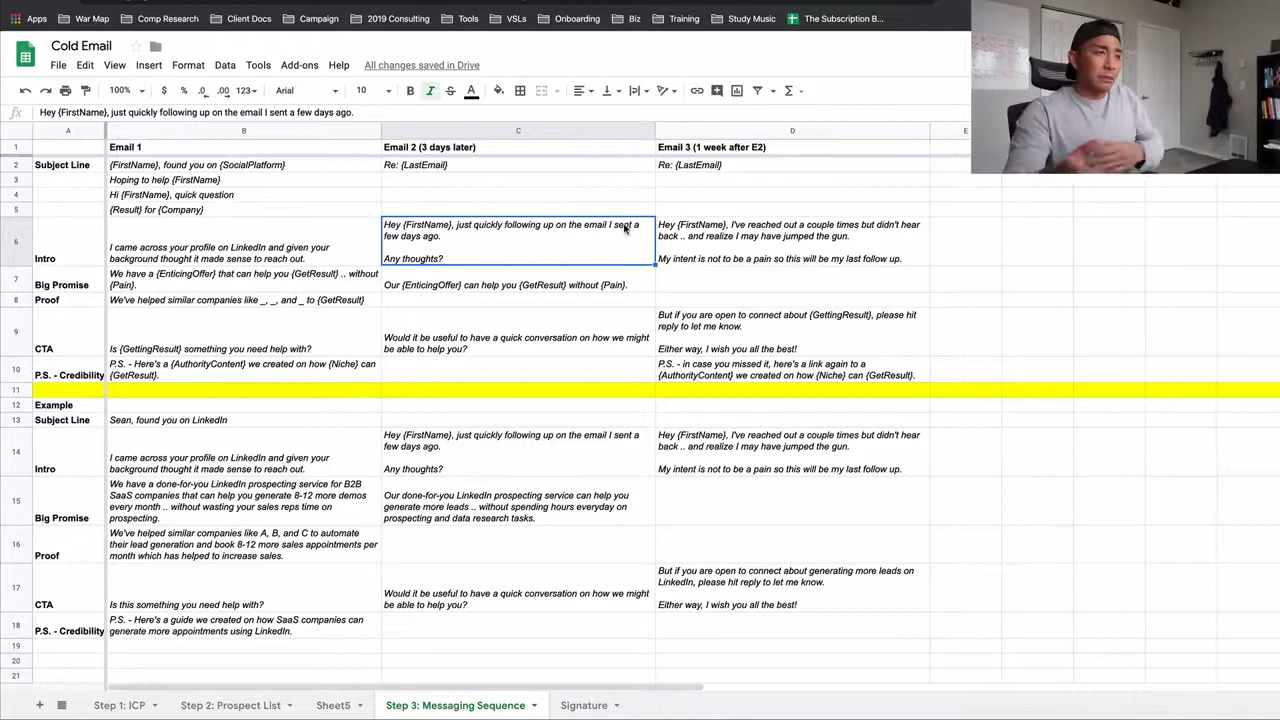 Apps
War Map
Comp Research
Client Docs
Campaign
2019 Consulting
Tools
VSLs
Onboarding
Biz
Training
Study Music
The Subscription B...
Cold Email
File Edit View Insert Format Data Tools Add-ons Help All changes saved in Drive
100% $ % .0 .00 123 Arial 10 B I S A
fx Hey {FirstName}, just quickly following up on the email I sent a few days ago.
A B C D E
1 Email 1 Email 2 (3 days later) Email 3 (1 week after E2)
2 Subject Line {FirstName}, found you on {SocialPlatform} Re: {LastEmail} Re: {LastEmail}
3 Hoping to help {FirstName}
4 Hi {FirstName}, quick question
5 {Result} for {Company}
6 Intro
I came across your profile on LinkedIn and given your
background thought it made sense to reach out.
Hey {FirstName}, just quickly following up on the email I sent a
few days ago.
Any thoughts?
Hey {FirstName}, I've reached out a couple times but didn't hear
back .. and realize I may have jumped the gun.
My intent is not to be a pain so this will be my last follow up.
7 Big Promise
We have a {EnticingOffer} that can help you {GetResult} .. without
{Pain}.
Our {EnticingOffer} can help you {GetResult} without {Pain}.
8 Proof We've helped similar companies like _, _, and _ to {GetResult}
9 CTA
Is {GettingResult} something you need help with?
Would it be useful to have a quick conversation on how we might
be able to help you?
But if you are open to connect about {GettingResult}, please hit
reply to let me know.
Either way, I wish you all the best!
10 P.S. - Credibility
P.S. - Here's a {AuthorityContent} we created on how {Niche} can
{GetResult}.
P.S. - in case you missed it, here's a link again to a
{AuthorityContent} we created on how {Niche} can {GetResult}.
11
12 Example
13 Subject Line Sean, found you on LinkedIn
14 Intro
I came across your profile on LinkedIn and given your
background thought it made sense to reach out.
Hey {FirstName}, just quickly following up on the email I sent a
few days ago.
Any thoughts?
Hey {FirstName}, I've reached out a couple times but didn't hear
back .. and realize I may have jumped the gun.
My intent is not to be a pain so this will be my last follow up.
15 Big Promise
We have a done-for-you LinkedIn prospecting service for B2B
SaaS companies that can help you generate 8-12 more demos
every month .. without wasting your sales reps time on
prospecting.
Our done-for-you LinkedIn prospecting service can help you
generate more leads .. without spending hours everyday on
prospecting and data research tasks.
16 Proof
We've helped similar companies like A, B, and C to automate
their lead generation and book 8-12 more sales appointments per
month which has helped to increase sales.
17 CTA
Is this something you need help with?
Would it be useful to have a quick conversation on how we might
be able to help you?
But if you are open to connect about generating more leads on
LinkedIn, please hit reply to let me know.
Either way, I wish you all the best!
18 P.S. - Credibility
P.S. - Here's a guide we created on how SaaS companies can
generate more appointments using LinkedIn.
19
20
21
Step 1: ICP
Step 2: Prospect List
Sheet5
Step 3: Messaging Sequence
Signature